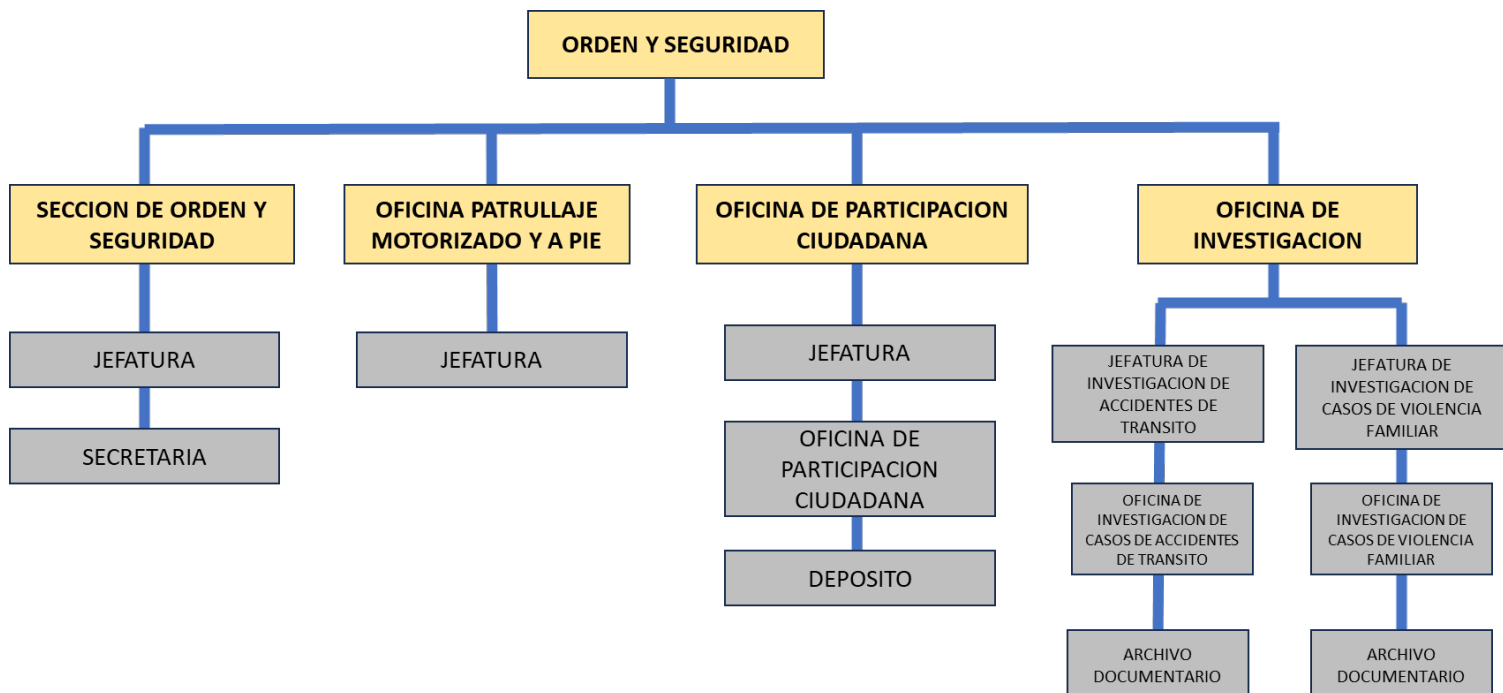 ORDEN Y SEGURIDAD
SECCION DE ORDEN Y
SEGURIDAD
OFICINA PATRULLAJE
MOTORIZADO Y A PIE
OFICINA DE PARTICIPACION
CIUDADANA
OFICINA DE
INVESTIGACION
JEFATURA
SECRETARIA
JEFATURA
JEFATURA
OFICINA DE
PARTICIPACION
CIUDADANA
DEPOSITO
JEFATURA DE
INVESTIGACION DE
ACCIDENTES DE
TRANSITO
OFICINA DE
INVESTIGACION DE
CASOS DE ACCIDENTES
DE TRANSITO
ARCHIVO
DOCUMENTARIO
JEFATURA DE
INVESTIGACION DE
CASOS DE VIOLENCIA
FAMILIAR
OFICINA DE
INVESTIGACION DE
CASOS DE VIOLENCIA
FAMILIAR
ARCHIVO
DOCUMENTARIO